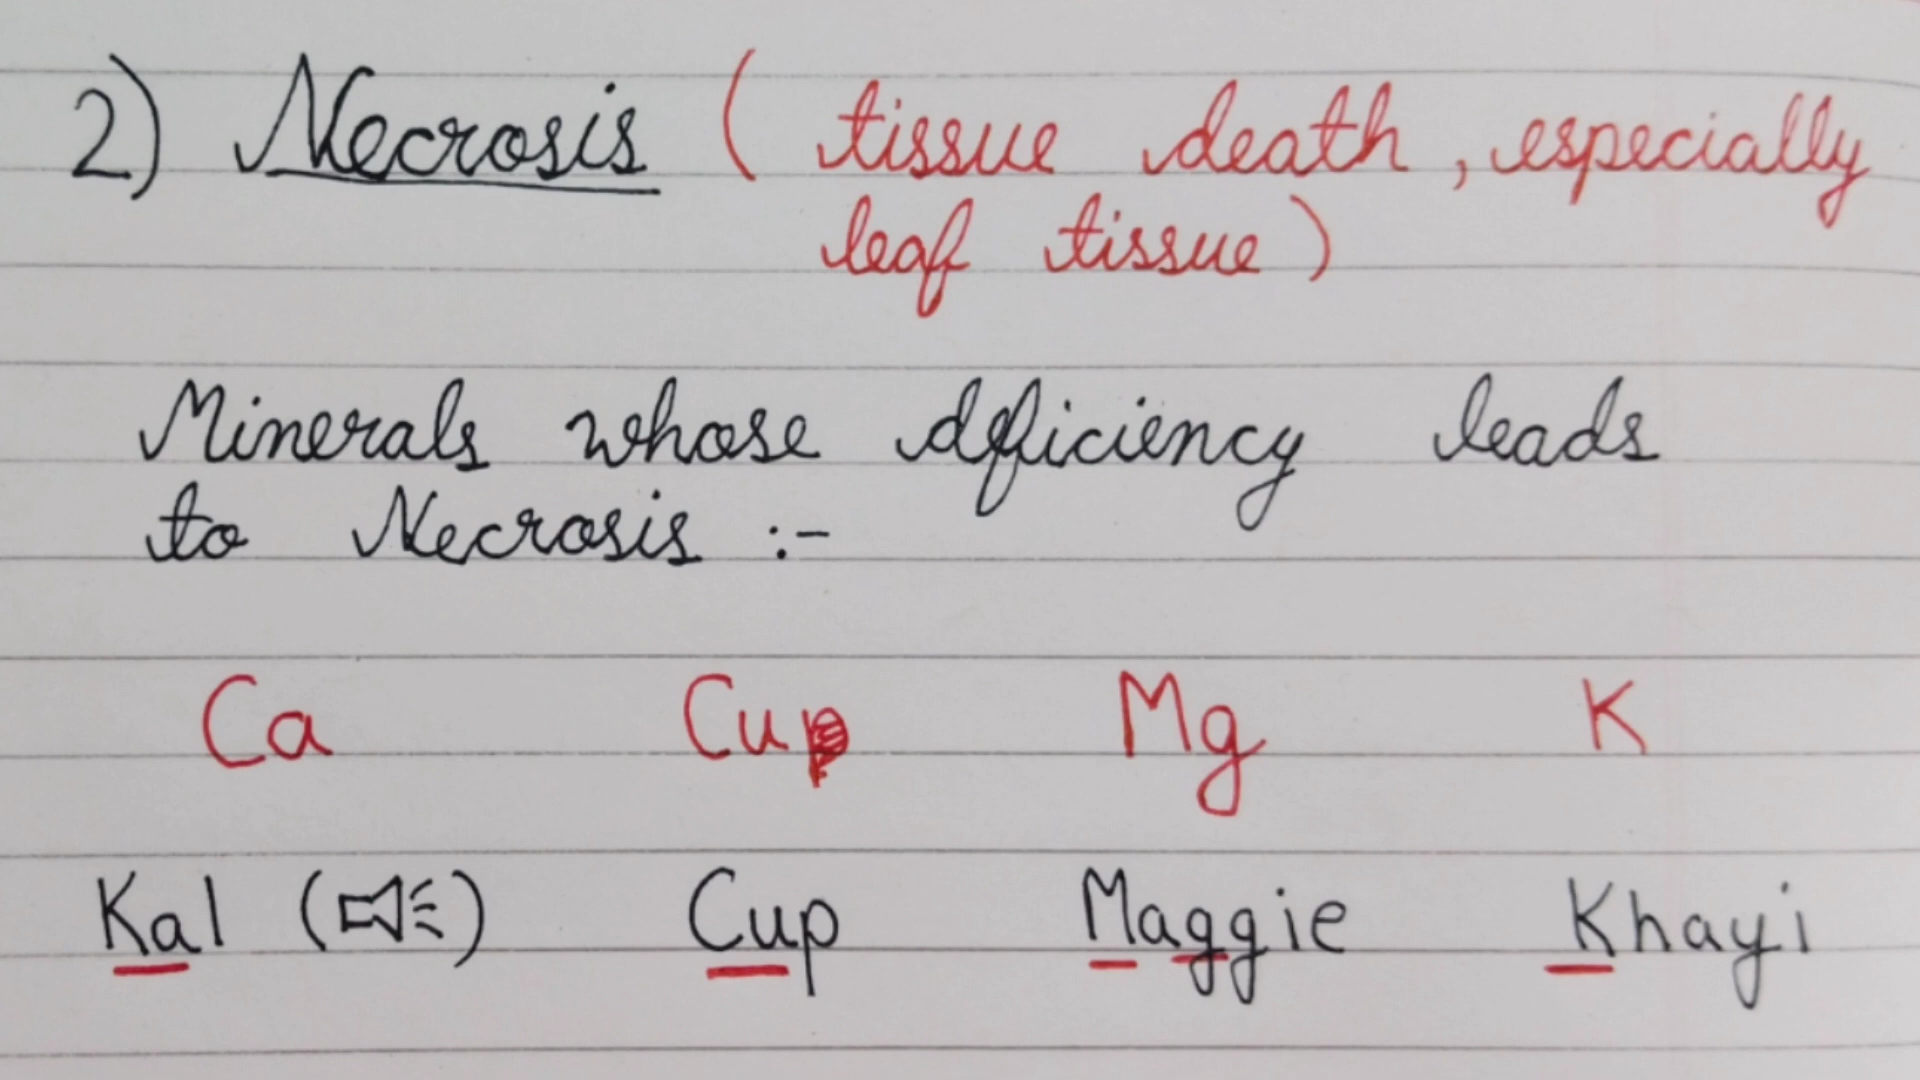 2) Necrosis ( tissue death, especially
leaf tissue )
Minerals whose deficiency leads
to Necrosis :-
Ca Cu Mg K
Kal ( ) Cup Maggie Khayi